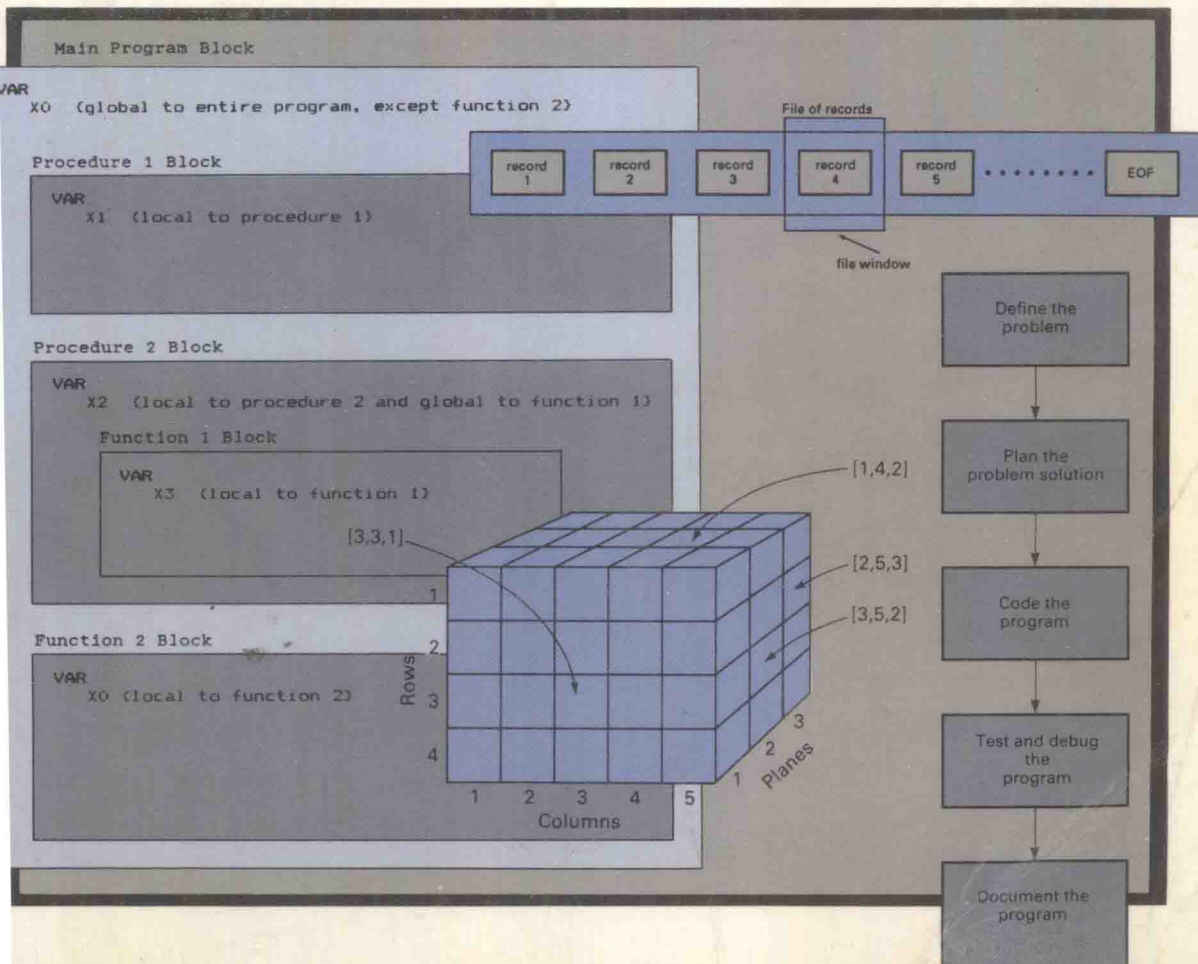 Main Program Block
VAR
X0 {global to entire program, except function 2}
Procedure 1 Block
VAR
X1 {local to procedure 1}
Procedure 2 Block
VAR
X2 {local to procedure 2 and global to function 1}
Function 1 Block
VAR
X3 {local to function 1}
Function 2 Block
VAR
X0 {local to function 2}
File of records
record
1
record
2
record
3
record
4
record
5
EOF
file window
[3,3,1]
[1,4,2]
[2,5,3]
[3,5,2]
Rows
1
2
3
4
1 2 3 4 5
Columns
1
2
3
Planes
Define the
problem
Plan the
problem solution
Code the
program
Test and debug
the
program
Document the
program